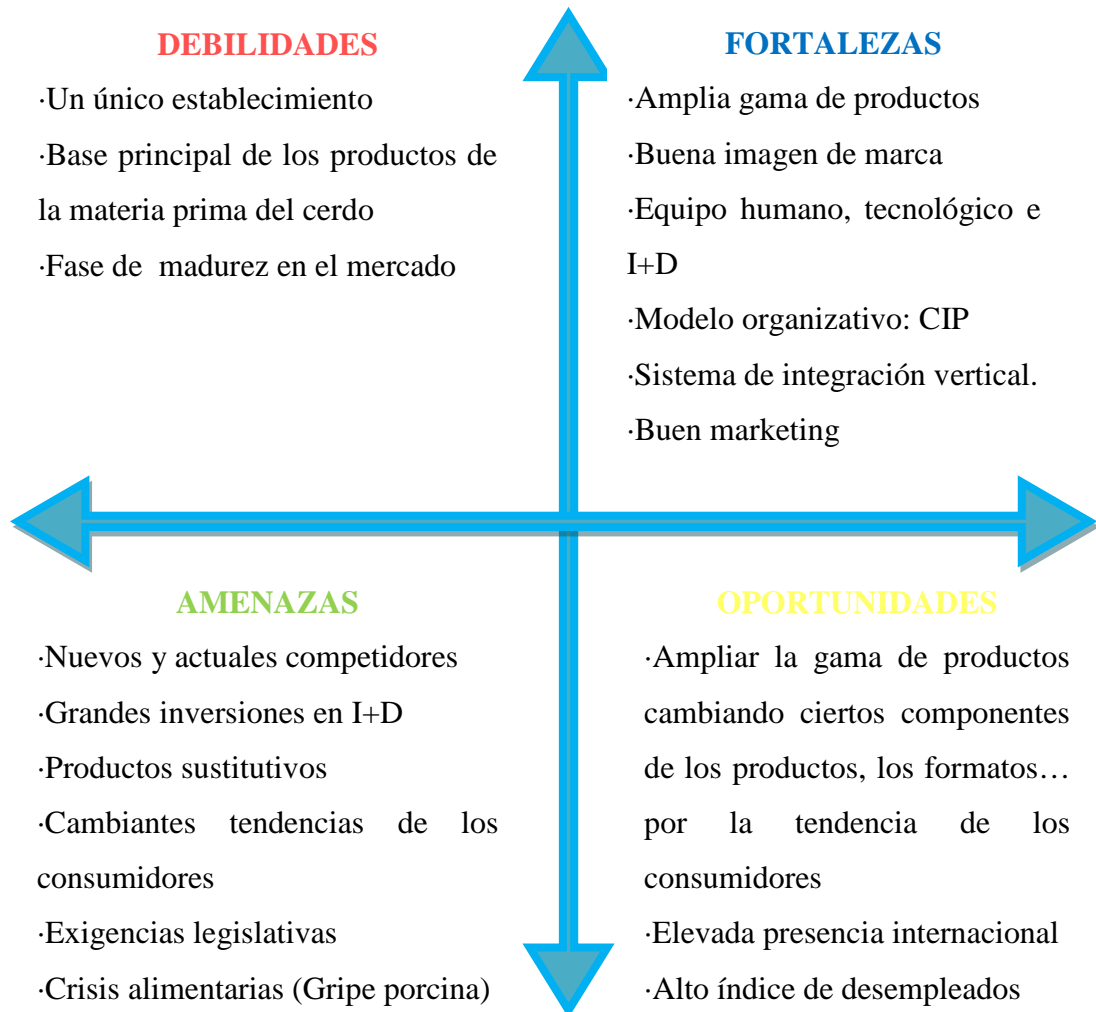 DEBILIDADES
·Un único establecimiento
·Base principal de los productos de
la materia prima del cerdo
·Fase de madurez en el mercado
FORTALEZAS
·Amplia gama de productos
·Buena imagen de marca
·Equipo humano, tecnológico e
I+D
·Modelo organizativo: CIP
·Sistema de integración vertical.
·Buen marketing
AMENAZAS
·Nuevos y actuales competidores
·Grandes inversiones en I+D
·Productos sustitutivos
·Cambiantes tendencias de los
consumidores
·Exigencias legislativas
·Crisis alimentarias (Gripe porcina)
OPORTUNIDADES
·Ampliar la gama de productos
cambiando ciertos componentes
de los productos, los formatos…
por la tendencia de los
consumidores
·Elevada presencia internacional
·Alto índice de desempleados